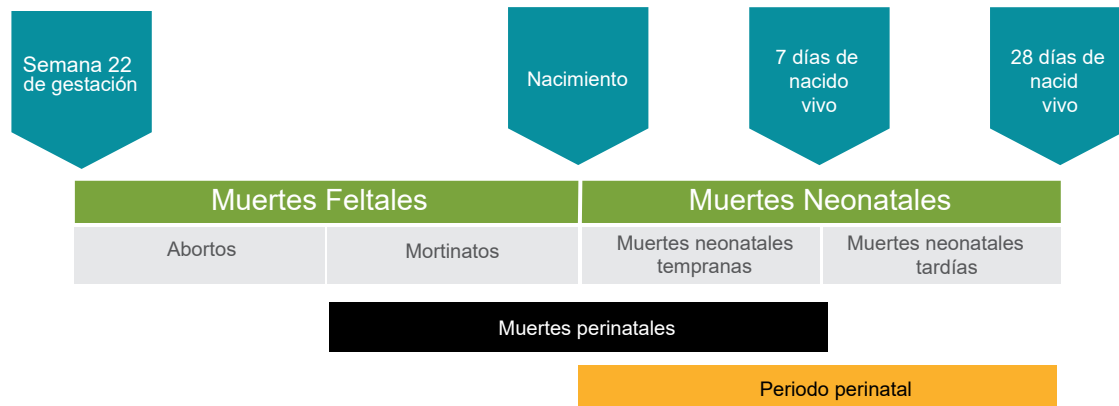 Semana 22
de gestación
Nacimiento
7 días de
nacido
vivo
28 días de
nacid
vivo
Muertes Feltales
Muertes Neonatales
Abortos
Mortinatos
Muertes neonatales
tempranas
Muertes neonatales
tardías
Muertes perinatales
Periodo perinatal